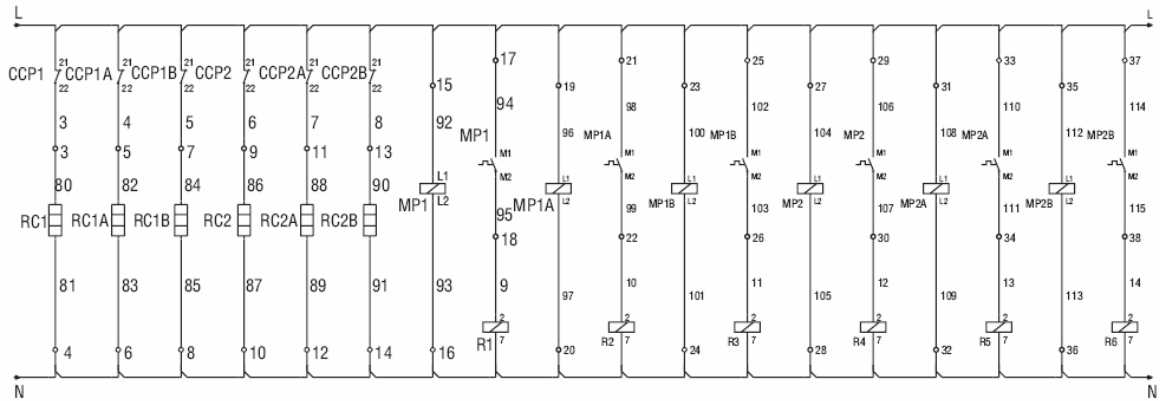 L L
17 21 25 29 33 37
21 21 21 21 21 21
CCP1 CCP1A CCP1B CCP2 CCP2A CCP2B
22 22 22 22 22 22
15 19 23 27 31 35
94 98 102 106 110 114
3 4 5 6 7 8 92 96 100 104 108 112
MP1 MP1A MP1B MP2 MP2A MP2B
3 5 7 9 11 13
M1 M1 M1 M1 M1 M1
M2 M2 M2 M2 M2 M2
80 82 84 86 88 90
L1 L1 L1 L1 L1 L1
MP1 MP1A MP1B MP2 MP2A MP2B
L2 L2 L2 L2 L2 L2
95 99 103 107 111 115
RC1 RC1A RC1B RC2 RC2A RC2B
18 22 26 30 34 38
81 83 85 87 89 91 93 9 10 11 12 13 14
97 101 105 109 113
2 2 2 2 2 2
R1 R2 R3 R4 R5 R6
7 7 7 7 7 7
4 6 8 10 12 14 16 20 24 28 32 36
N N